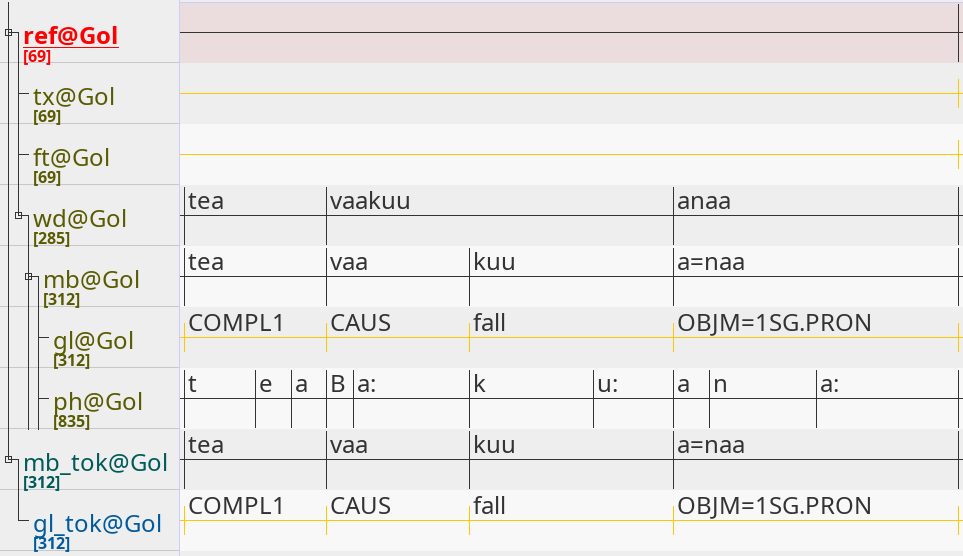 ref@Gol
[69]
tx@Gol
[69]
ft@Gol
[69]
wd@Gol tea vaakuu anaa
[285]
mb@Gol tea vaa kuu a=naa
[312]
gl@Gol COMPL1 CAUS fall OBJM=1SG.PRON
[312]
ph@Gol t e a B a: k u: a n a:
[835]
mb_tok@Gol tea vaa kuu a=naa
[312]
gl_tok@Gol COMPL1 CAUS fall OBJM=1SG.PRON
[312]